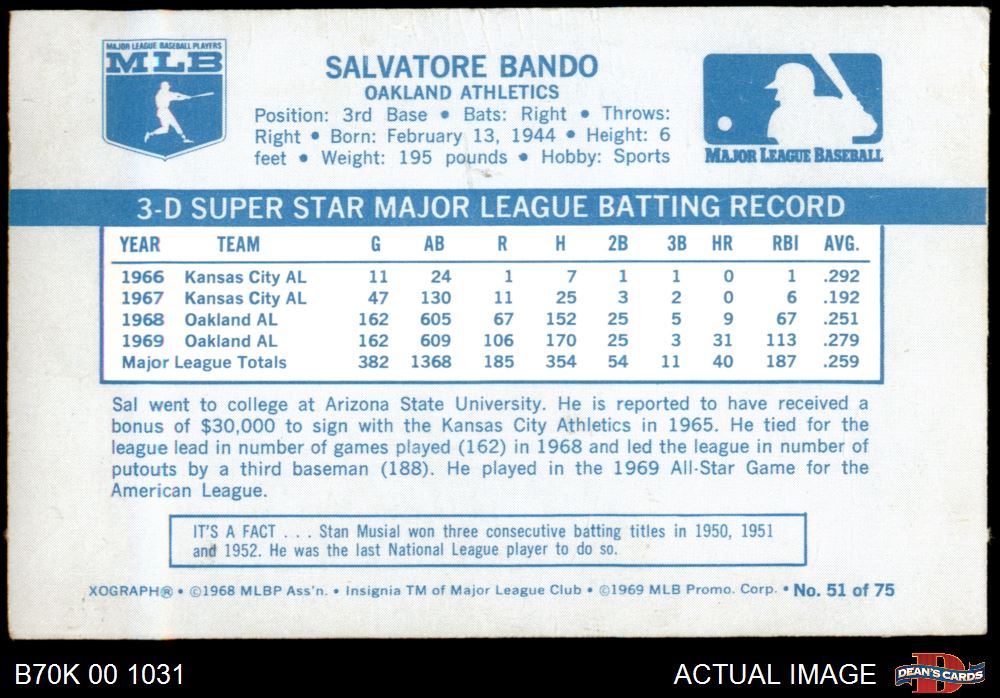 MAJOR LEAGUE BASEBALL PLAYERS
MLB
SALVATORE BANDO
OAKLAND ATHLETICS
Position: 3rd Base • Bats: Right • Throws:
Right • Born: February 13, 1944 • Height: 6
feet • Weight: 195 pounds • Hobby: Sports
MAJOR LEAGUE BASEBALL
3-D SUPER STAR MAJOR LEAGUE BATTING RECORD
YEAR TEAM G AB R H 2B 3B HR RBI AVG.
1966 Kansas City AL 11 24 1 7 1 1 0 1 .292
1967 Kansas City AL 47 130 11 25 3 2 0 6 .192
1968 Oakland AL 162 605 67 152 25 5 9 67 .251
1969 Oakland AL 162 609 106 170 25 3 31 113 .279
Major League Totals 382 1368 185 354 54 11 40 187 .259
Sal went to college at Arizona State University. He is reported to have received a
bonus of $30,000 to sign with the Kansas City Athletics in 1965. He tied for the
league lead in number of games played (162) in 1968 and led the league in number of
putouts by a third baseman (188). He played in the 1969 All-Star Game for the
American League.
IT'S A FACT . . . Stan Musial won three consecutive batting titles in 1950, 1951
and 1952. He was the last National League player to do so.
XOGRAPH® • ©1968 MLBP Ass'n. • Insignia TM of Major League Club • ©1969 MLB Promo. Corp. • No. 51 of 75
B70K 00 1031
ACTUAL IMAGE
D
DEAN'S CARDS